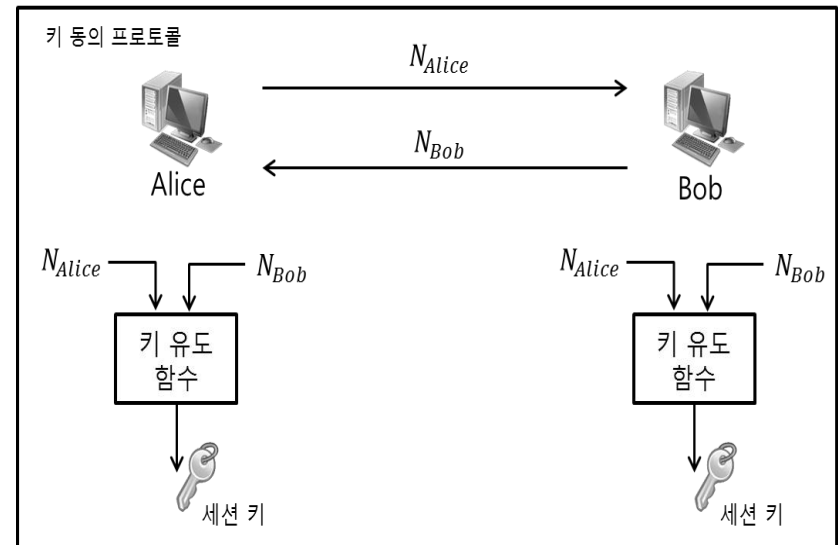 키 동의 프로토콜
N_Alice
N_Bob
Alice
Bob
N_Alice
N_Bob
N_Alice
N_Bob
키 유도
함수
키 유도
함수
세션 키
세션 키